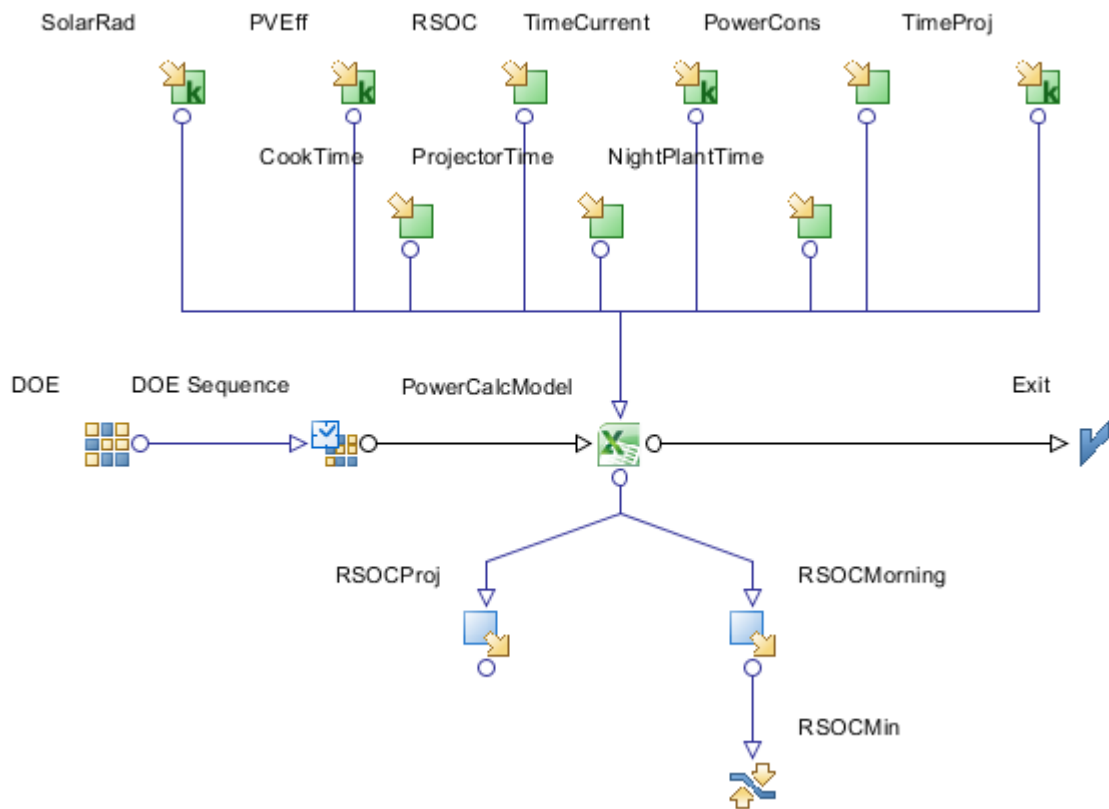 SolarRad PVEff RSOC TimeCurrent PowerCons TimeProj
k k k k
CookTime ProjectorTime NightPlantTime
DOE DOE Sequence PowerCalcModel Exit
X
RSOCProj RSOCMorning
RSOCMin